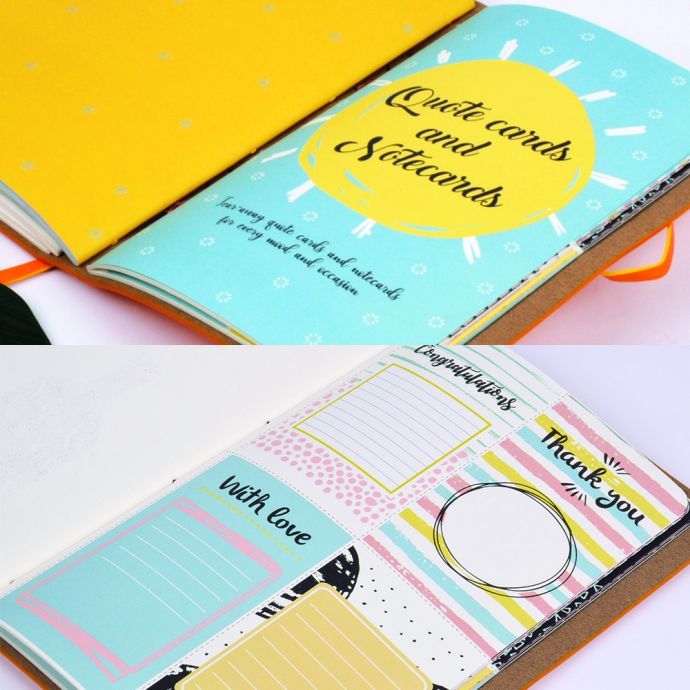 Quote cards
and
Notecards
Tear away quite cards and notecards
for every mood and occasion
Congratulations
Thank you
With love